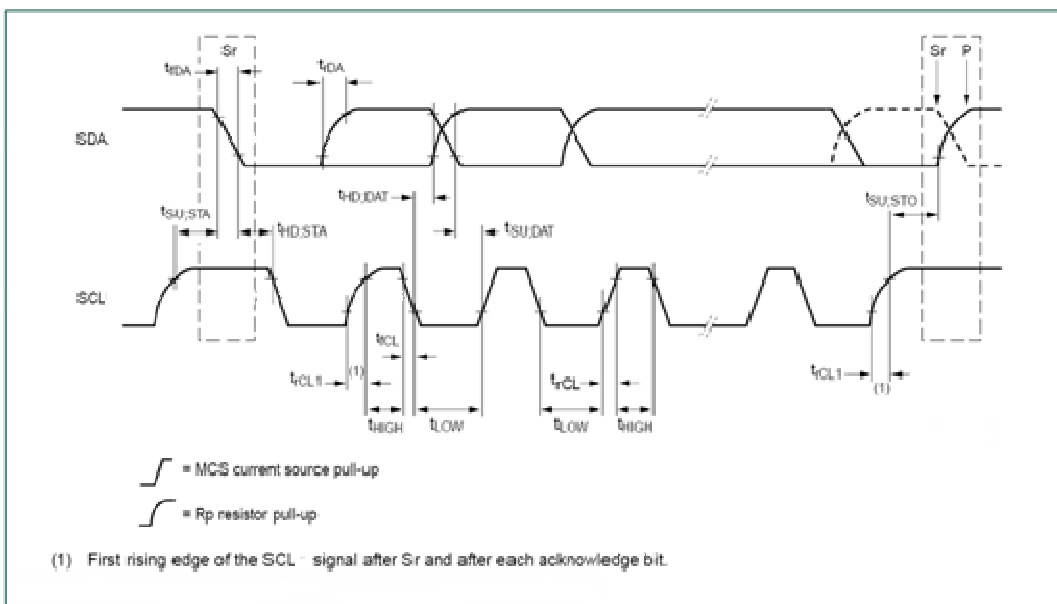 Sr
Sr P
tfDA
trDA
SDA
tHD;DAT
tSU;STA
tHD;STA
tSU;DAT
tSU;STO
SCL
tfCL
trCL1
(1)
trCL
trCL1
(1)
tHIGH
tLOW
tLOW
tHIGH
= MCS current source pull-up
= Rp resistor pull-up
(1) First rising edge of the SCL signal after Sr and after each acknowledge bit.